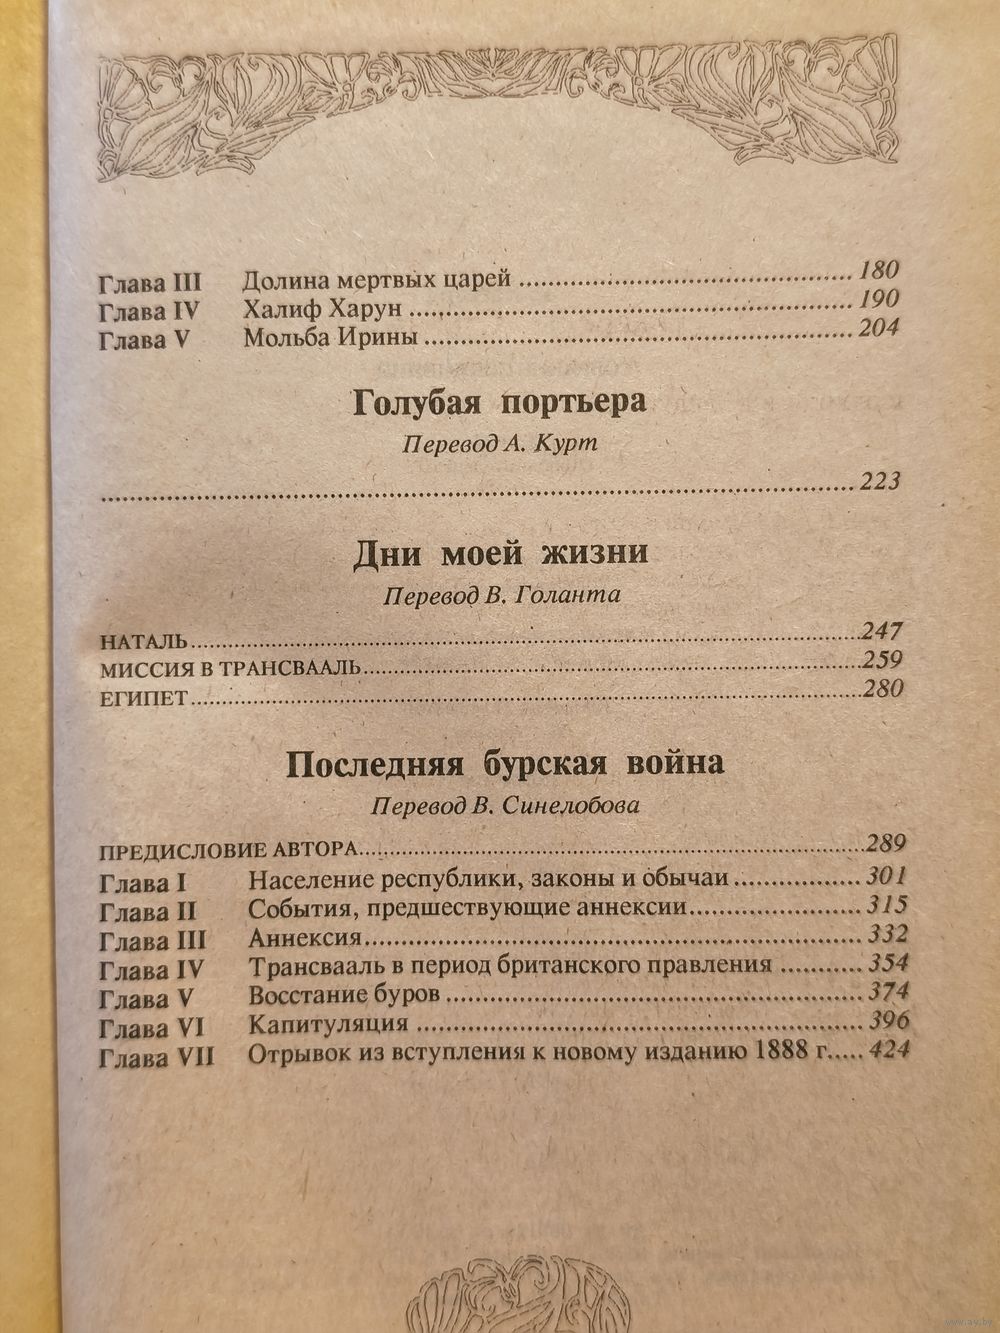 Глава III Долина мертвых царей ........ 180
Глава IV Халиф Харун ........ 190
Глава V Мольба Ирины ........ 204
Голубая портьера
Перевод А. Курт
........ 223
Дни моей жизни
Перевод В. Голанта
НАТАЛЬ ........ 247
МИССИЯ В ТРАНСВААЛЬ ........ 259
ЕГИПЕТ ........ 280
Последняя бурская война
Перевод В. Синелобова
ПРЕДИСЛОВИЕ АВТОРА ........ 289
Глава I Население республики, законы и обычаи ........ 301
Глава II События, предшествующие аннексии ........ 315
Глава III Аннексия ........ 332
Глава IV Трансвааль в период британского правления ........ 354
Глава V Восстание буров ........ 374
Глава VI Капитуляция ........ 396
Глава VII Отрывок из вступления к новому изданию 1888 г. ..... 424
www.ay.by